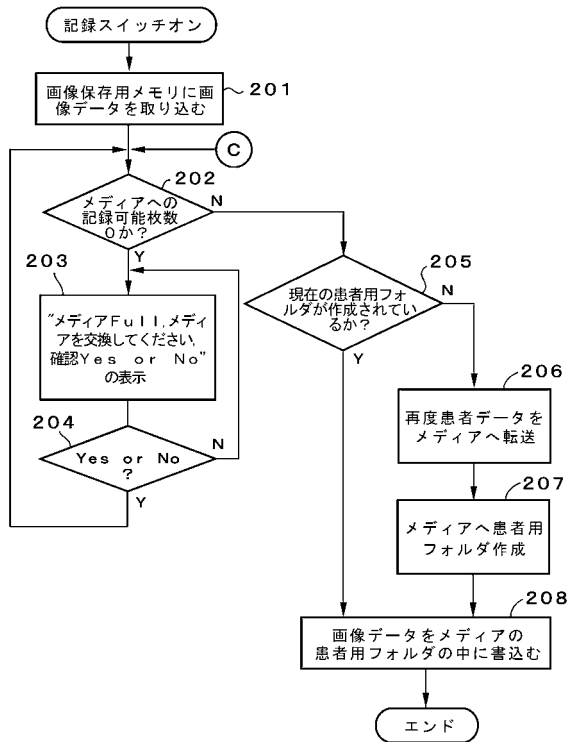 記録スイッチオン
画像保存用メモリに画
像データを取り込む
201
C
202
メディアへの
記録可能枚数
0か?
N
Y
203
"メディアFull,メディ
アを交換してください,
確認Yes or No"
の表示
204
Yes or No
?
N
Y
205
現在の患者用フォ
ルダが作成されてい
るか?
N
Y
206
再度患者データを
メディアへ転送
207
メディアへ患者用
フォルダ作成
208
画像データをメディアの
患者用フォルダの中に書込む
エンド